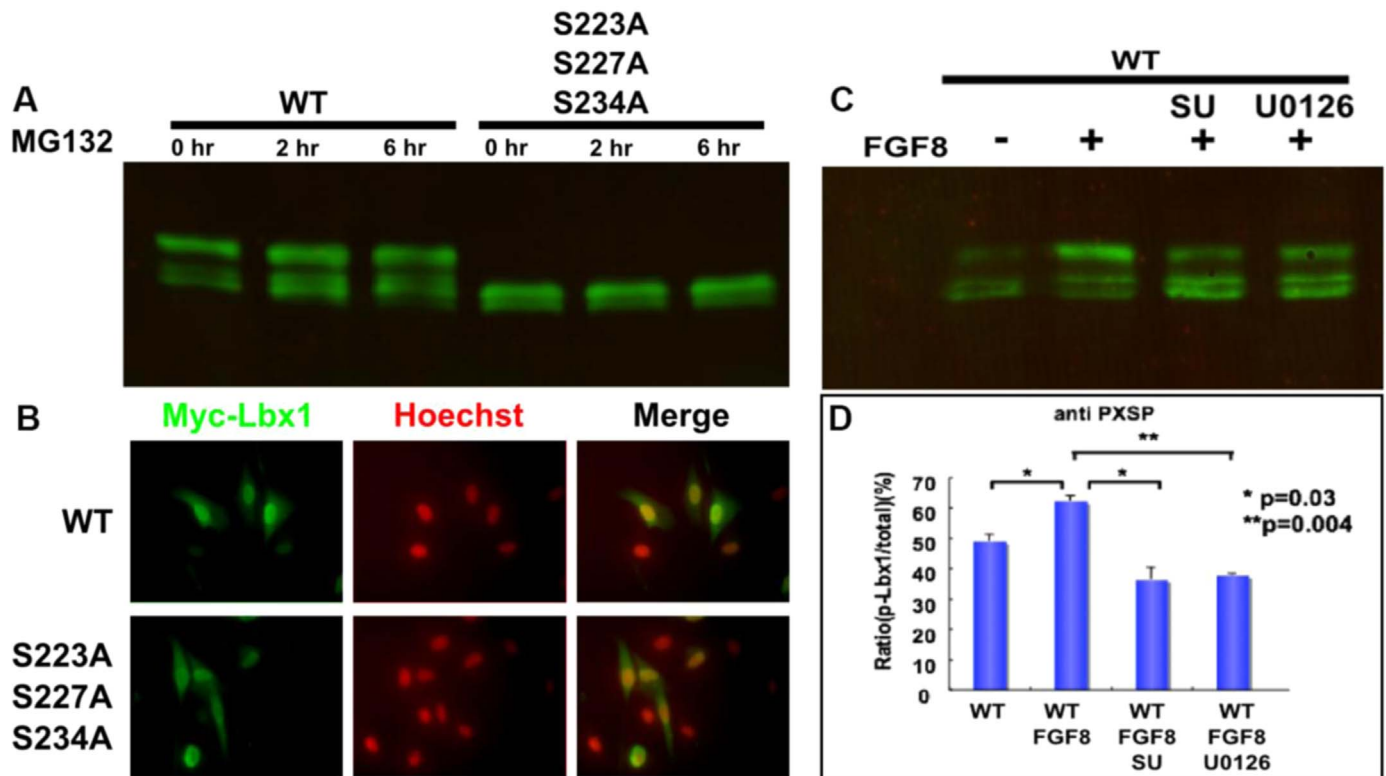 A
MG132
WT
S223A
S227A
S234A
0 hr 2 hr 6 hr 0 hr 2 hr 6 hr
C
WT
SU U0126
FGF8 - + + +
B
Myc-Lbx1 Hoechst Merge
WT
S223A
S227A
S234A
D
anti PXSP
**
* *
* p=0.03
**p=0.004
Ratio(p-Lbx1/total)(%)
70
60
50
40
30
20
10
0
WT
WT
FGF8
WT
FGF8
SU
WT
FGF8
U0126